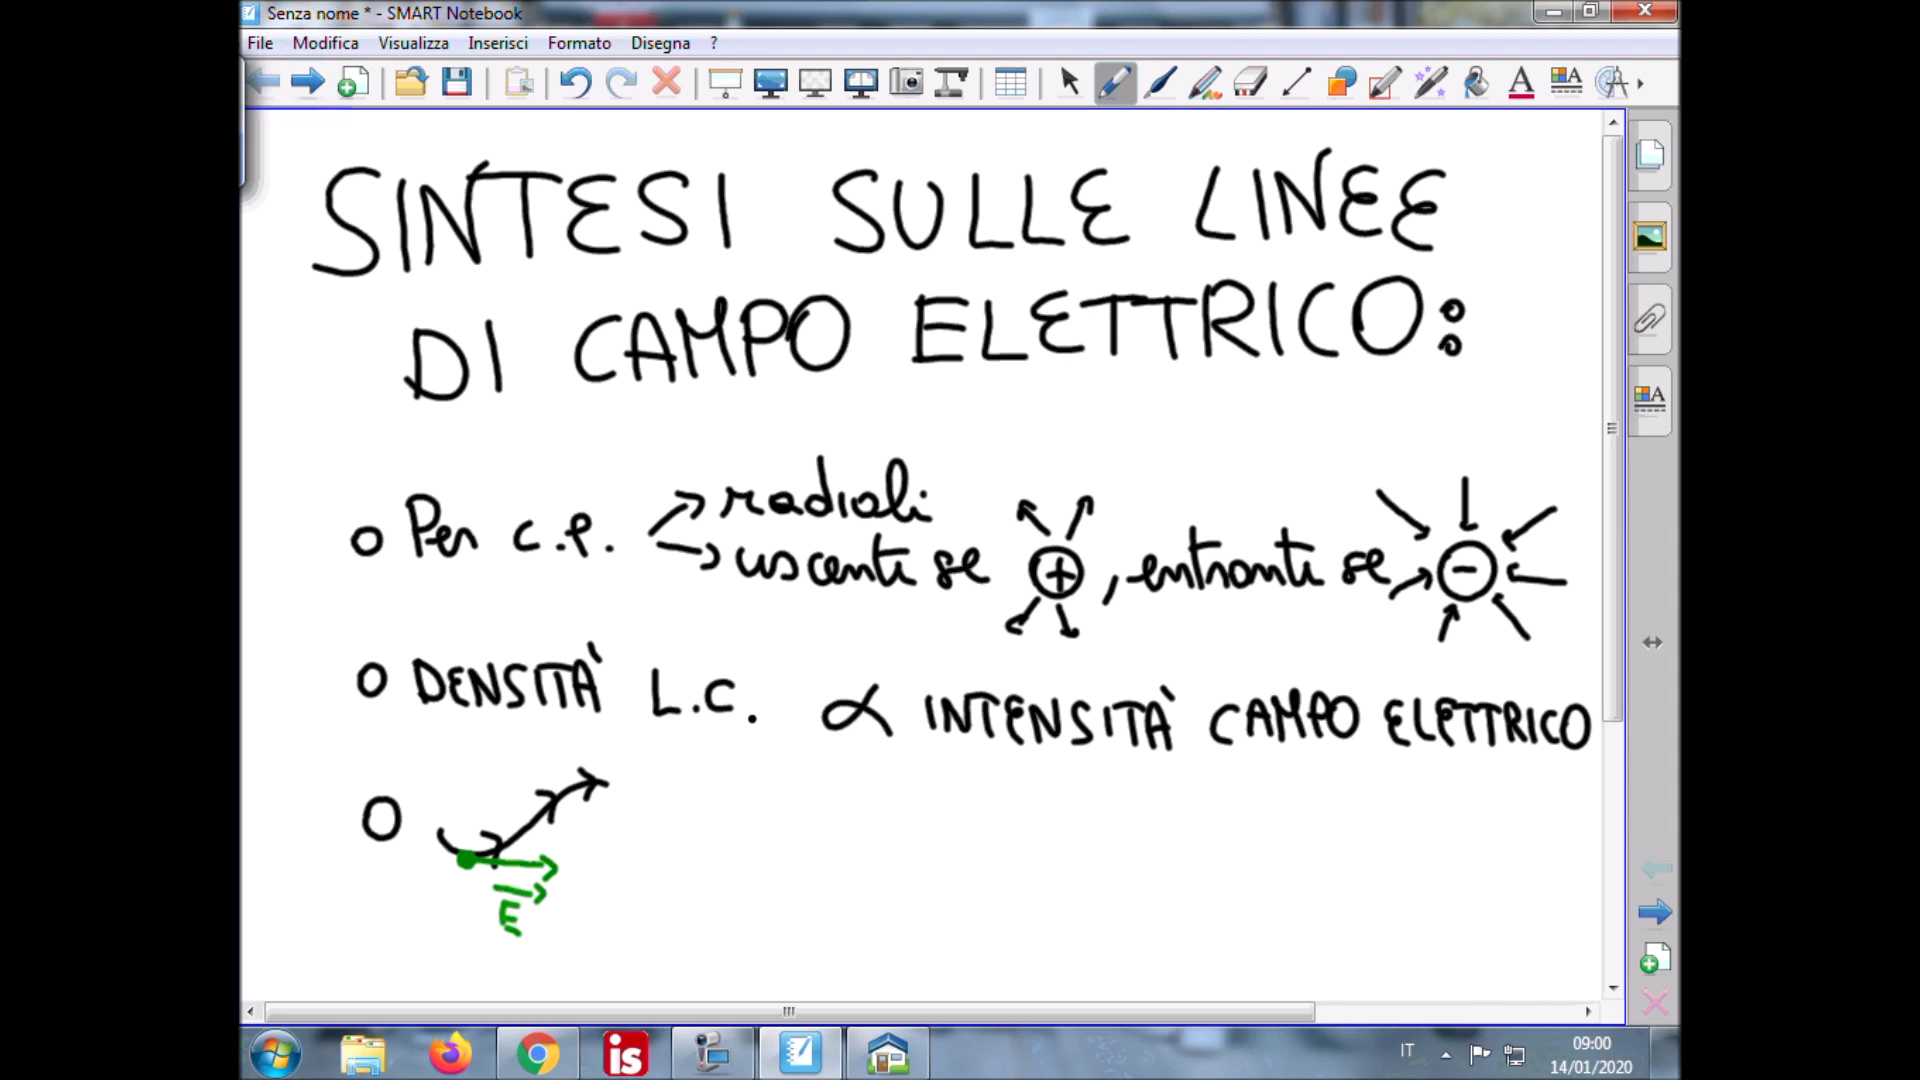 Senza nome * - SMART Notebook
File Modifica Visualizza Inserisci Formato Disegna ?
SINTESI SULLE LINEE
DI CAMPO ELETTRICO:
Per c.p. → radiali
→ uscenti se +, entranti se -
DENSITÀ L.C. ∝ INTENSITÀ CAMPO ELETTRICO
E
IT
09:00
14/01/2020
is